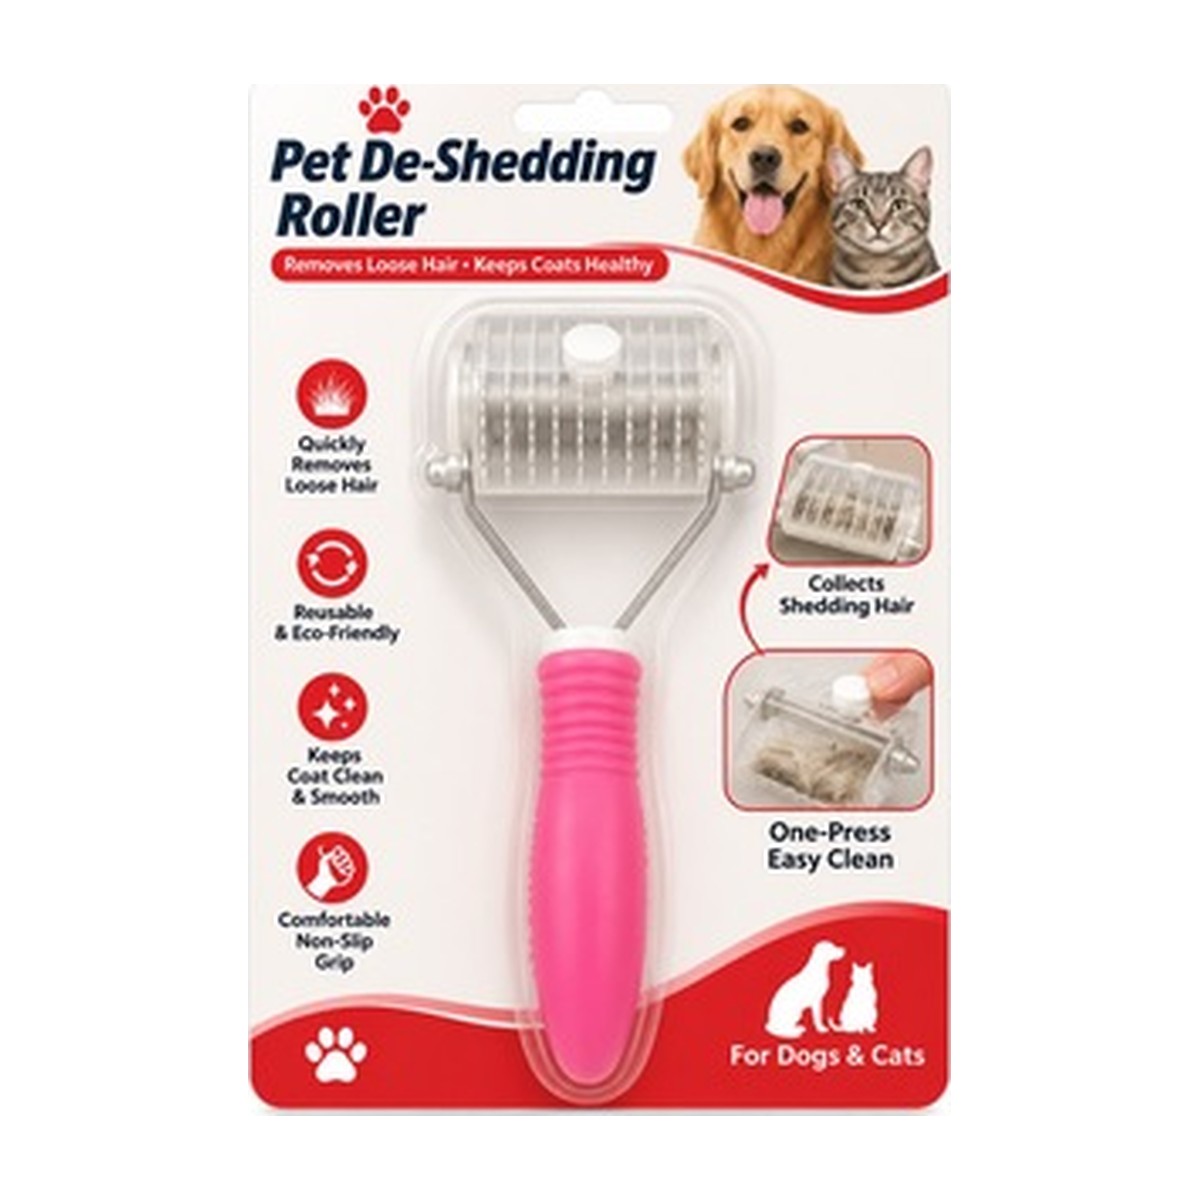 Pet De-Shedding
Roller
Removes Loose Hair • Keeps Coats Healthy
Quickly
Removes
Loose Hair
Reusable
& Eco-Friendly
Keeps
Coat Clean
& Smooth
Comfortable
Non-Slip
Grip
Collects
Shedding Hair
One-Press
Easy Clean
For Dogs & Cats